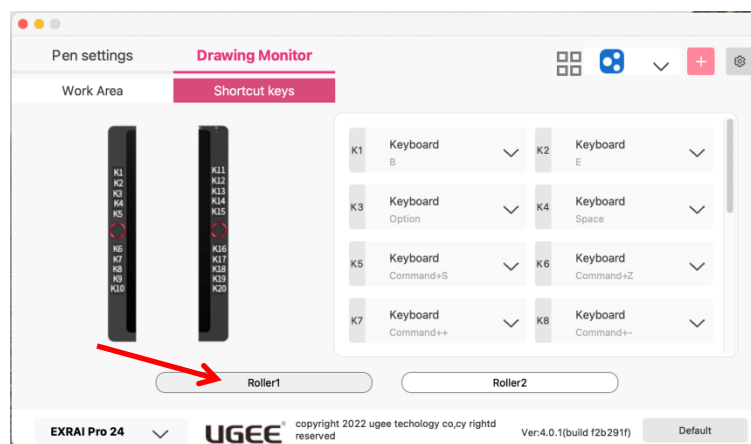 Pen settings
Drawing Monitor
Work Area
Shortcut keys
K1
K2
K3
K4
K5
K6
K7
K8
K9
K10
K11
K12
K13
K14
K15
K16
K17
K18
K19
K20
K1 Keyboard
B
K2 Keyboard
E
K3 Keyboard
Option
K4 Keyboard
Space
K5 Keyboard
Command+S
K6 Keyboard
Command+Z
K7 Keyboard
Command++
K8 Keyboard
Command+-
Roller1
Roller2
EXRAI Pro 24
UGEE®
copyright 2022 ugee techology co,cy rightd
reserved
Ver:4.0.1(build f2b291f)
Default